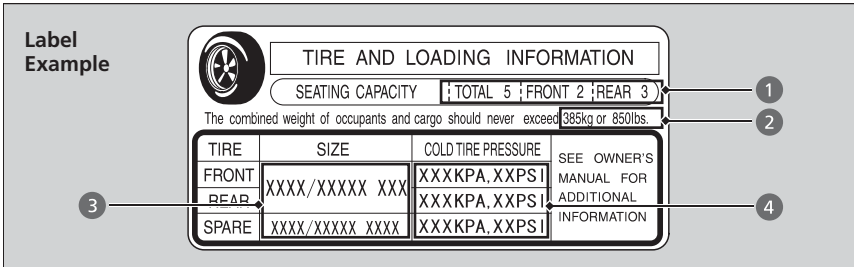 Label
Example
TIRE AND LOADING INFORMATION
SEATING CAPACITY TOTAL 5 FRONT 2 REAR 3
1
The combined weight of occupants and cargo should never exceed 385kg or 850lbs.
2
TIRE SIZE COLD TIRE PRESSURE
SEE OWNER'S
MANUAL FOR
ADDITIONAL
INFORMATION
FRONT XXXX/XXXXX XXX XXXKPA,XXPSI
REAR XXXKPA,XXPSI
SPARE XXXX/XXXXX XXXX XXXKPA,XXPSI
3
4